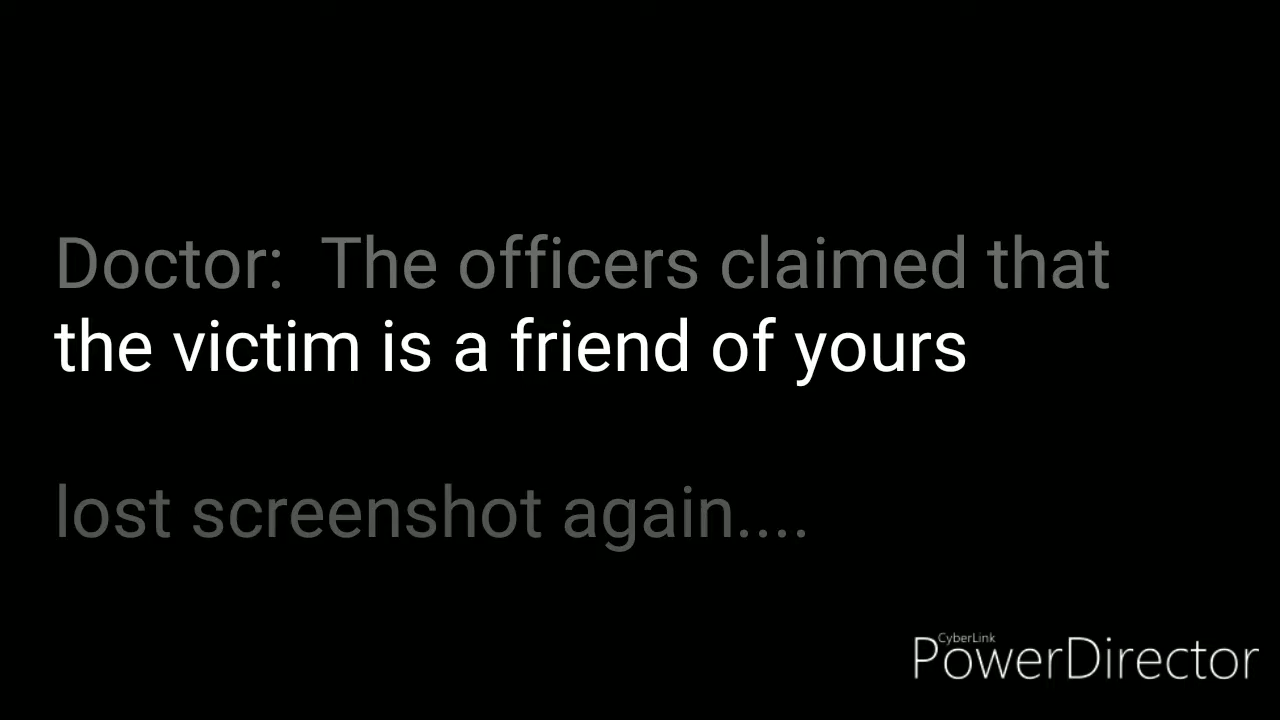 Doctor:  The officers claimed that
the victim is a friend of yours
lost screenshot again....
CyberLink
PowerDirector